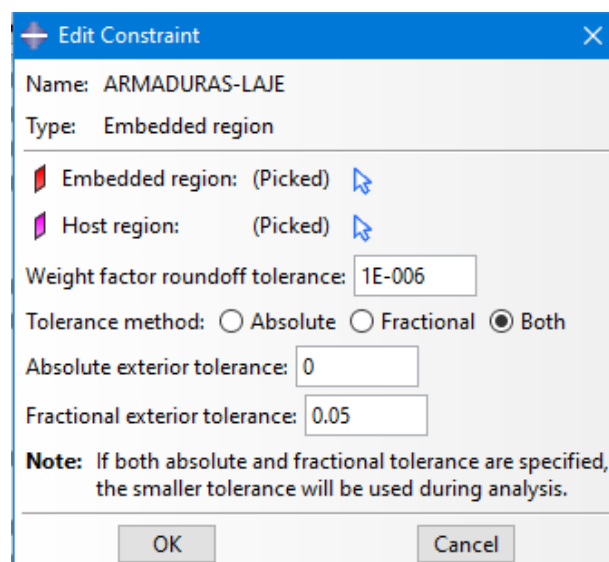 Edit Constraint
Name: ARMADURAS-LAJE
Type: Embedded region
Embedded region: (Picked)
Host region: (Picked)
Weight factor roundoff tolerance: 1E-006
Tolerance method: Absolute Fractional Both
Absolute exterior tolerance: 0
Fractional exterior tolerance: 0.05
Note: If both absolute and fractional tolerance are specified,
the smaller tolerance will be used during analysis.
OK Cancel